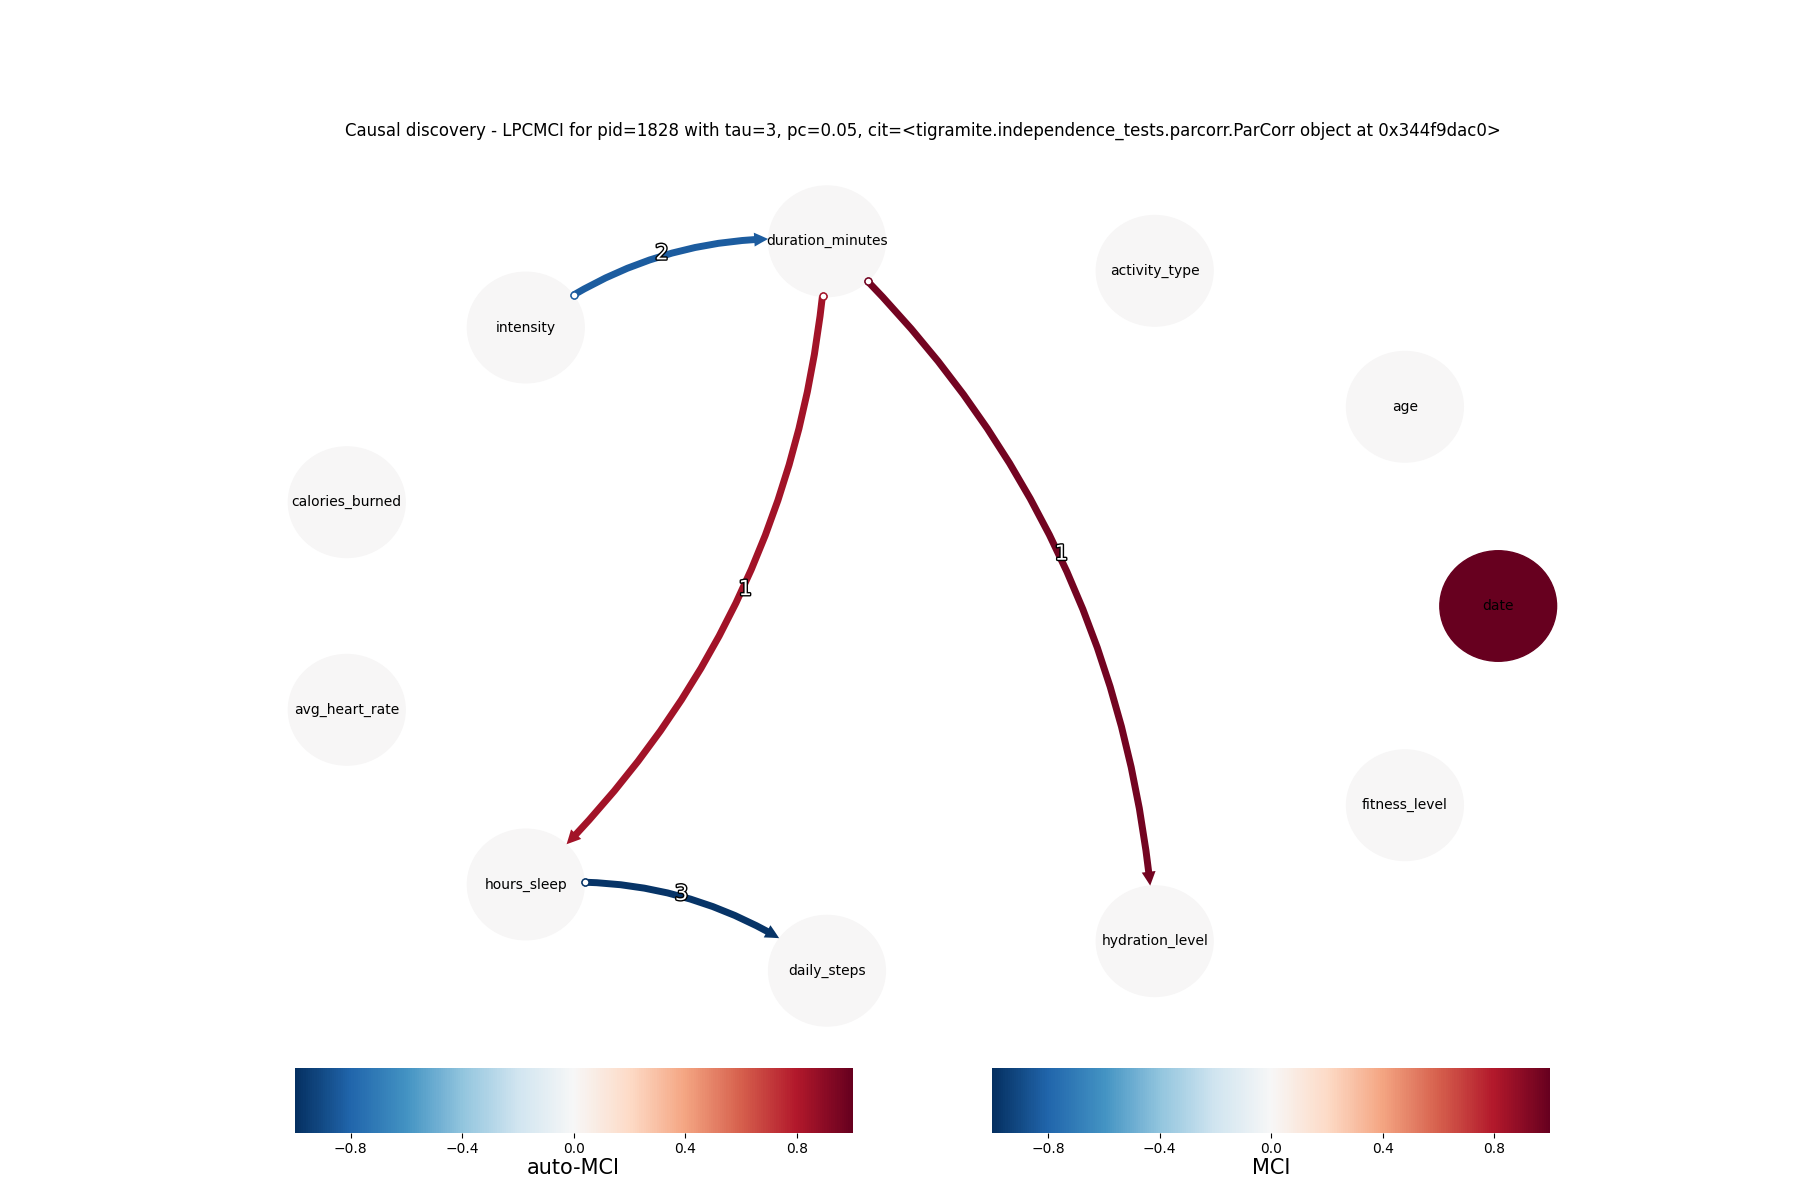 Causal discovery - LPCMCI for pid=1828 with tau=3, pc=0.05, cit=<tigramite.independence_tests.parcorr.ParCorr object at 0x344f9dac0>
duration_minutes
2
activity_type
intensity
age
calories_burned
1
1
date
avg_heart_rate
fitness_level
hours_sleep
3
hydration_level
daily_steps
−0.8 −0.4 0.0 0.4 0.8
auto-MCI
−0.8 −0.4 0.0 0.4 0.8
MCI